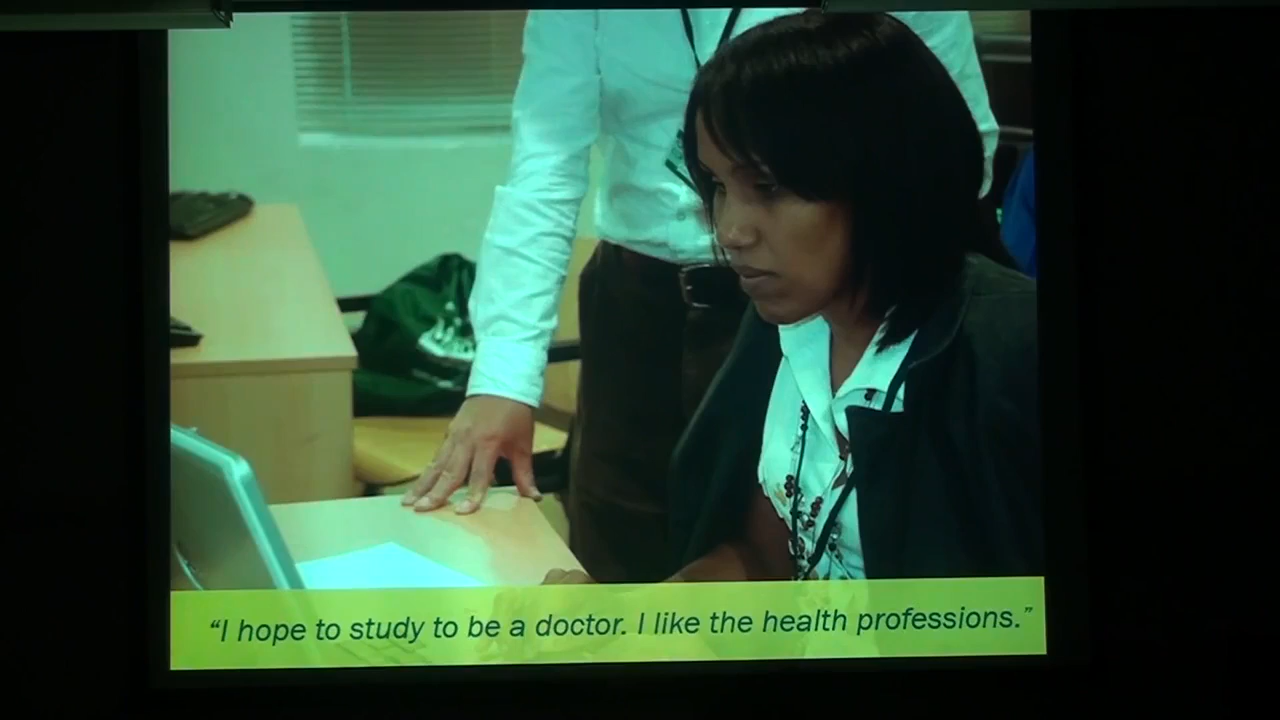 “I hope to study to be a doctor. I like the health professions.”